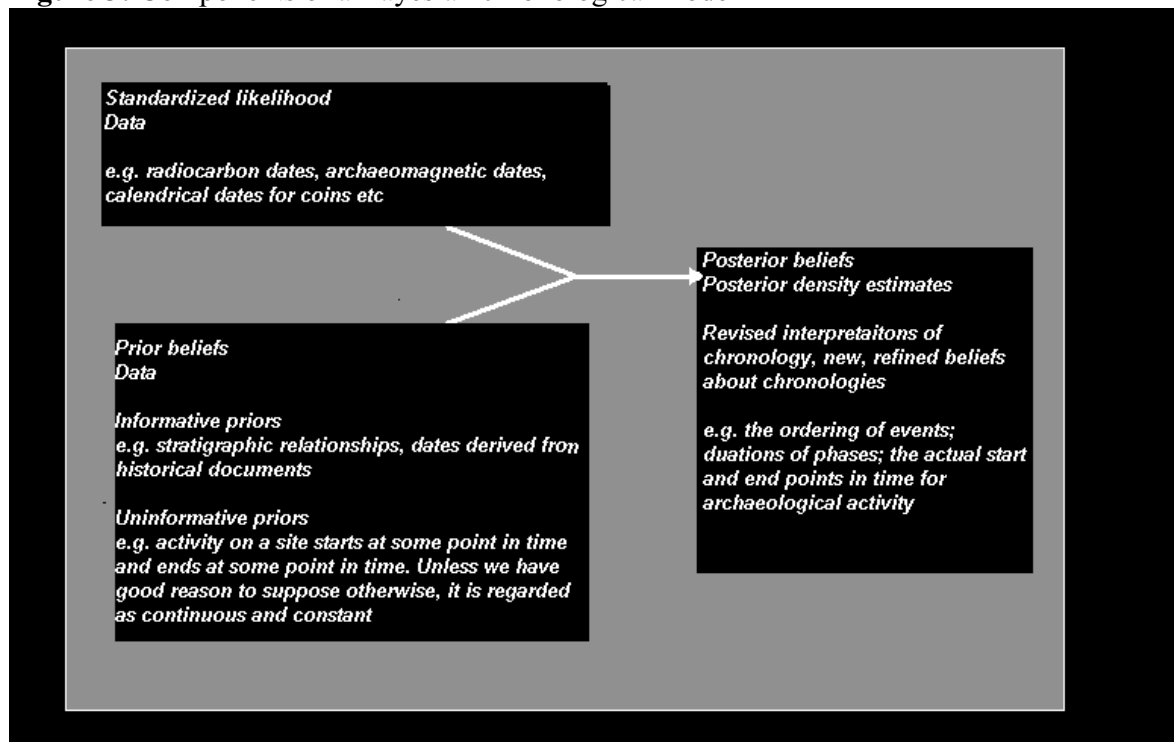 Standardized likelihood
Data
e.g. radiocarbon dates, archaeomagnetic dates,
calendrical dates for coins etc
Prior beliefs
Data
Informative priors
e.g. stratigraphic relationships, dates derived fron
historical documents
Uninformative priors
e.g. activity on a site starts at some point in time
and ends at some point in time. Unless we have
good reason to suppose otherwise, it is regarded
as continuous and constant
Posterior beliefs
Posterior density estimates
Revised interpretaitons of
chronology, new, refined beliefs
about chronologies
e.g. the ordering of events;
duations of phases; the actual start
and end points in time for
archaeological activity